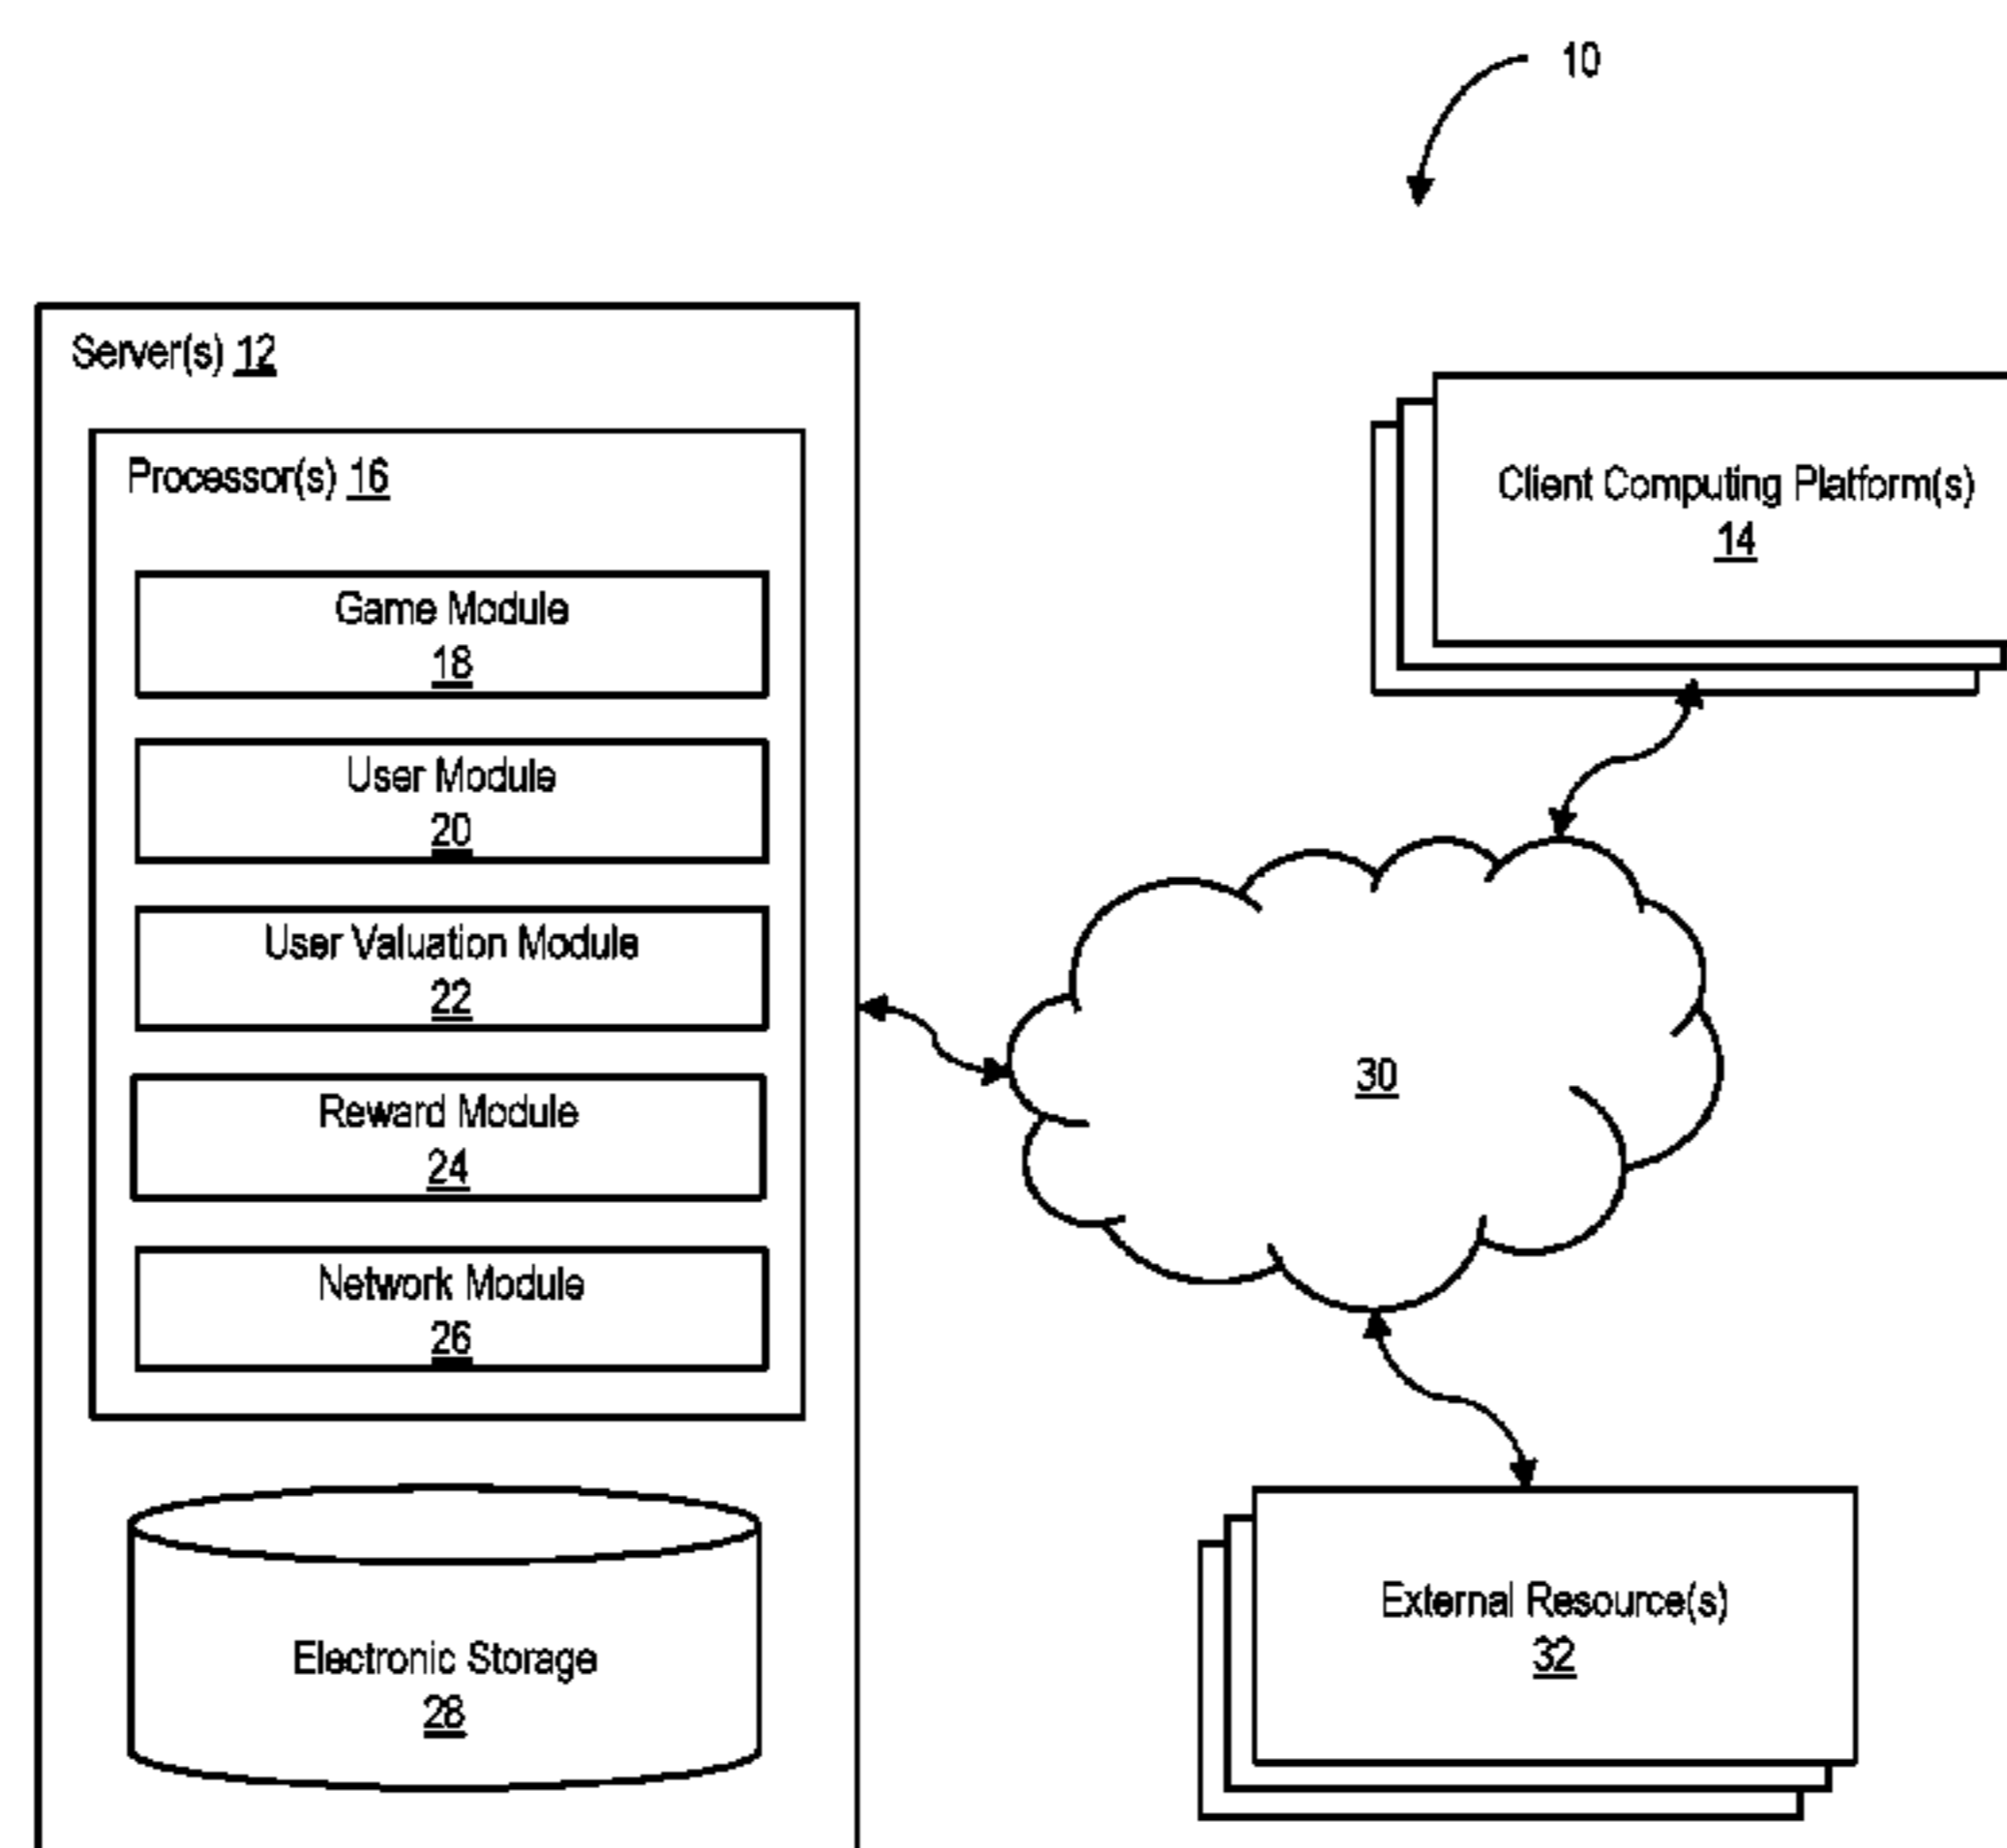 10
Server(s) 12
Processor(s) 16
Game Module
18
User Module
20
User Valuation Module
22
Reward Module
24
Network Module
26
Electronic Storage
28
Client Computing Platform(s)
14
30
External Resource(s)
32